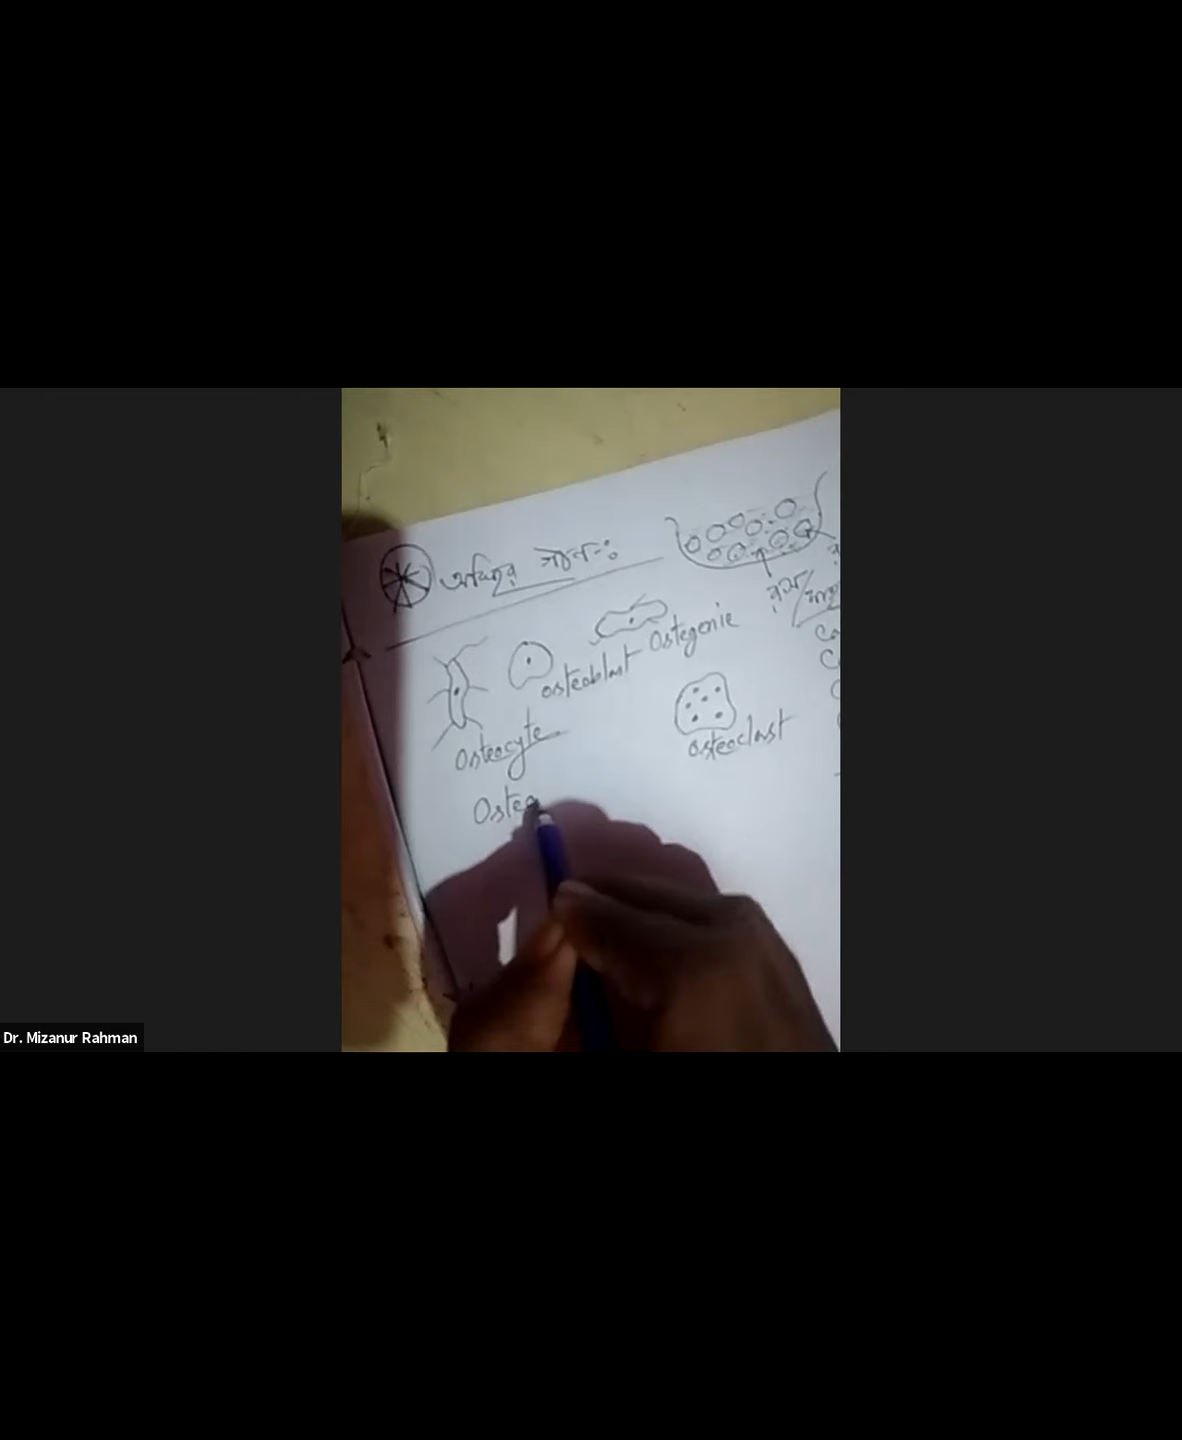 অস্থির গঠন-ঃ
Ostegenic
osteoblast
Osteocyte
osteoclast
Osteo
Dr. Mizanur Rahman